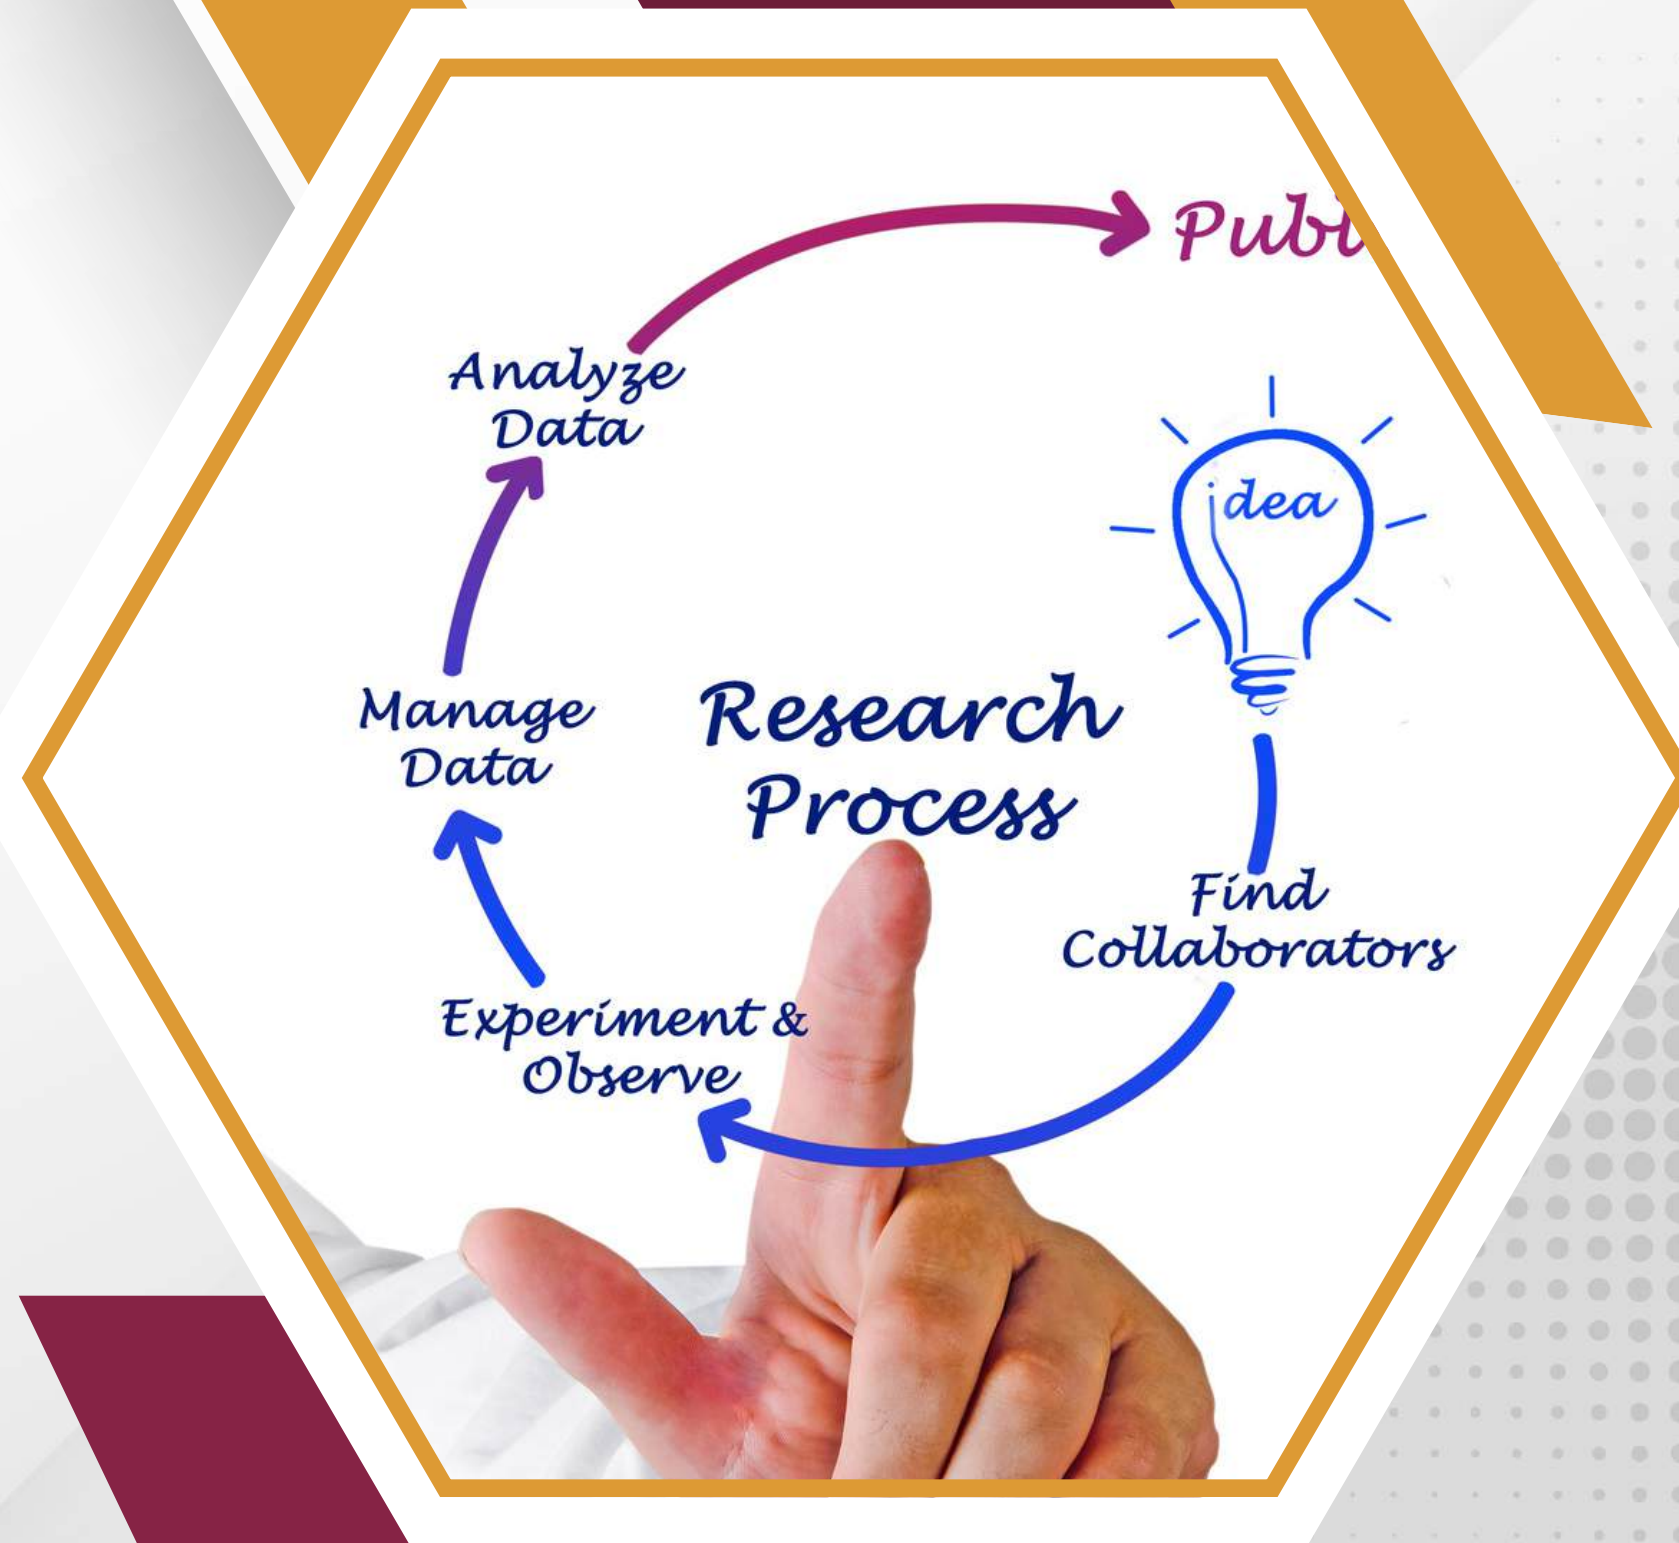 Publ
Analyze
Data
idea
Manage
Data
Research
Process
Find
Collaborators
Experiment &
Observe